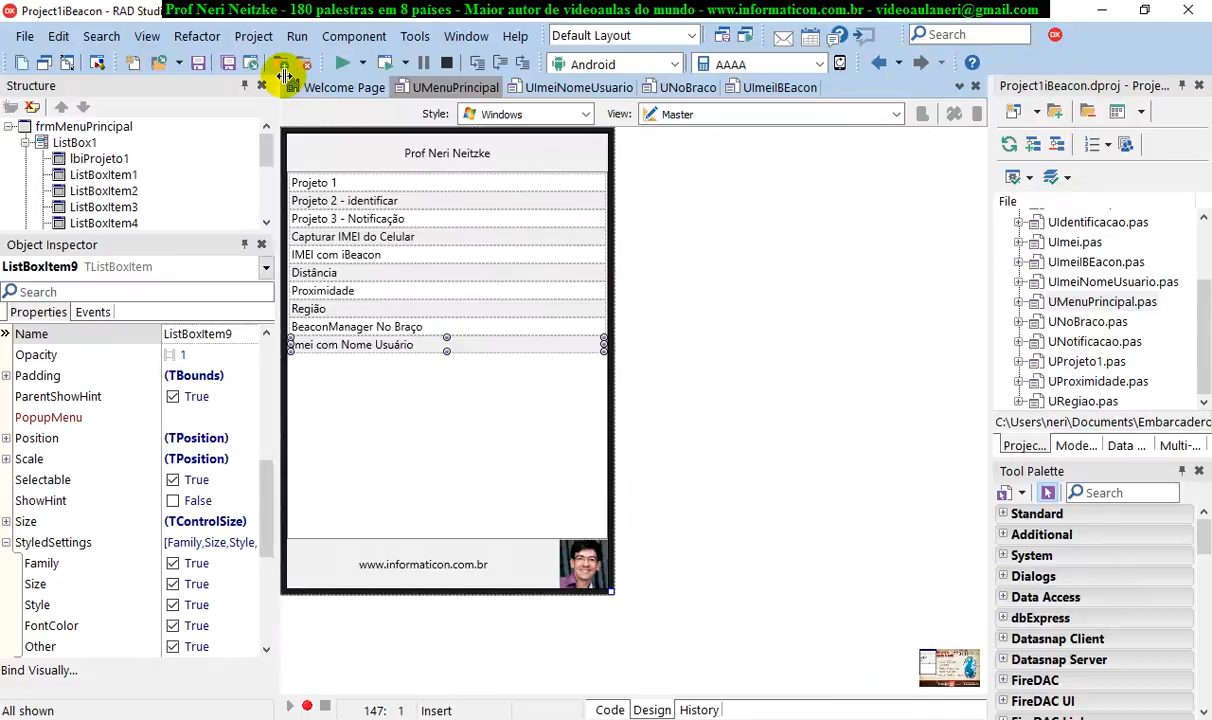 Project1iBeacon - RAD Stu
Prof Neri Neitzke - 180 palestras em 8 países - Maior autor de videoaulas do mundo - www.informaticon.com.br - videoaulaneri@gmail.com
File Edit Search View Refactor Project Run Component Tools Window Help
Default Layout
Search
Android
AAAA
Structure
Welcome Page UMenuPrincipal UImeiNomeUsuario UNoBraco UImeiIBEacon
Project1iBeacon.dproj - Proje...
Style: Windows View: Master
frmMenuPrincipal
ListBox1
lbiProjeto1
ListBoxItem1
ListBoxItem2
ListBoxItem3
ListBoxItem4
Object Inspector
ListBoxItem9 TListBoxItem
Search
Properties Events
Name ListBoxItem9
Opacity 1
Padding (TBounds)
ParentShowHint True
PopupMenu
Position (TPosition)
Scale (TPosition)
Selectable True
ShowHint False
Size (TControlSize)
StyledSettings [Family,Size,Style,
Family True
Size True
Style True
FontColor True
Other True
Bind Visually...
All shown
Prof Neri Neitzke
Projeto 1
Projeto 2 - identificar
Projeto 3 - Notificação
Capturar IMEI do Celular
IMEI com iBeacon
Distância
Proximidade
Região
BeaconManager No Braço
Imei com Nome Usuário
www.informaticon.com.br
147: 1 Insert
Code Design History
File
UIdentificacao.pas
UImei.pas
UImeiIBEacon.pas
UImeiNomeUsuario.pas
UMenuPrincipal.pas
UNoBraco.pas
UNotificacao.pas
UProjeto1.pas
UProximidade.pas
URegiao.pas
C:\Users\neri\Documents\Embarcadero
Projec... Mode... Data ... Multi-...
Tool Palette
Search
Standard
Additional
System
Dialogs
Data Access
dbExpress
Datasnap Client
Datasnap Server
FireDAC
FireDAC UI